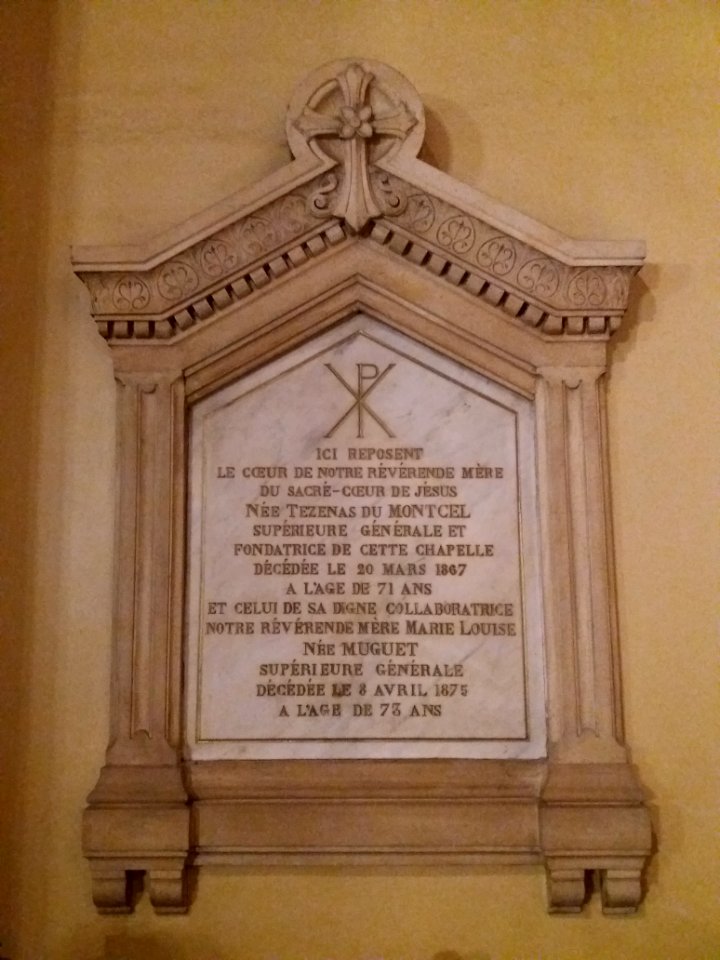 ICI REPOSENT
LE CŒUR DE NOTRE RÉVÉRENDE MÈRE
DU SACRÉ-CŒUR DE JÉSUS
NÉE TEZENAS DU MONTCEL
SUPÉRIEURE GÉNÉRALE ET
FONDATRICE DE CETTE CHAPELLE
DÉCÉDÉE LE 20 MARS 1867
A L'AGE DE 71 ANS
ET CELUI DE SA DIGNE COLLABORATRICE
NOTRE RÉVÉRENDE MÈRE MARIE LOUISE
NÉE MUGUET
SUPÉRIEURE GÉNÉRALE
DÉCÉDÉE LE 8 AVRIL 1875
A L'AGE DE 73 ANS